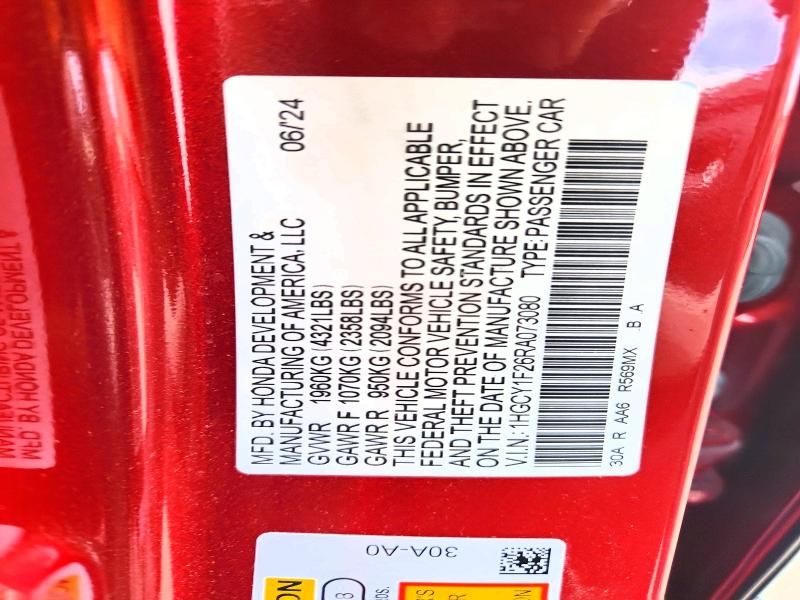 MFD. BY HONDA DEVELOPMENT &
MANUFACTURING OF AMERICA, LLC 06/'24
GVWR 1960KG (4321LBS)
GAWR F 1070KG (2358LBS)
GAWR R 950KG (2094LBS)
THIS VEHICLE CONFORMS TO ALL APPLICABLE
FEDERAL MOTOR VEHICLE SAFETY, BUMPER,
AND THEFT PREVENTION STANDARDS IN EFFECT
ON THE DATE OF MANUFACTURE SHOWN ABOVE.
V.I.N.: 1HGCY1F26RA073080 TYPE:PASSENGER CAR
30A R AA6 R569MX B A
30A-A0